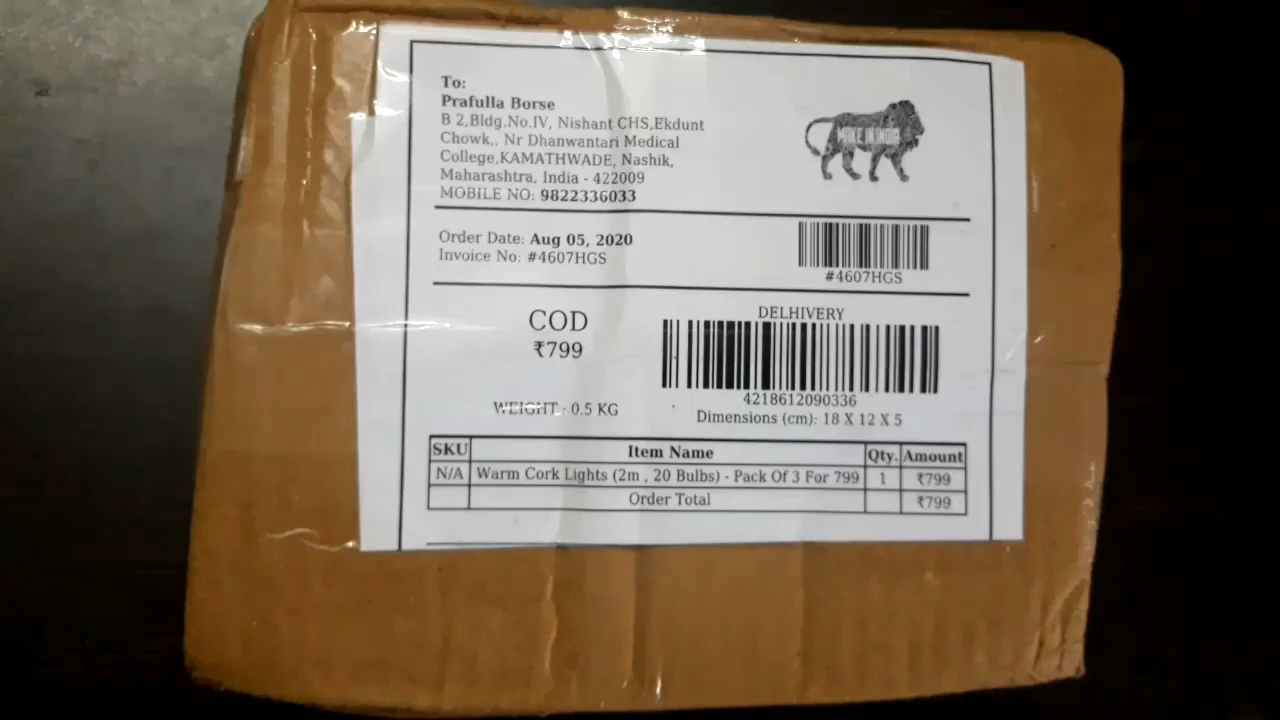 To:
Prafulla Borse
B 2,Bldg.No.IV, Nishant CHS,Ekdunt
Chowk,. Nr Dhanwantari Medical
College,KAMATHWADE, Nashik,
Maharashtra, India - 422009
MOBILE NO: 9822336033
MAKE IN INDIA
Order Date: Aug 05, 2020
Invoice No: #4607HGS
#4607HGS
COD
₹799
DELHIVERY
4218612090336
WEIGHT : 0.5 KG
Dimensions (cm): 18 X 12 X 5
SKU Item Name Qty. Amount
N/A Warm Cork Lights (2m , 20 Bulbs) - Pack Of 3 For 799 1 ₹799
Order Total ₹799